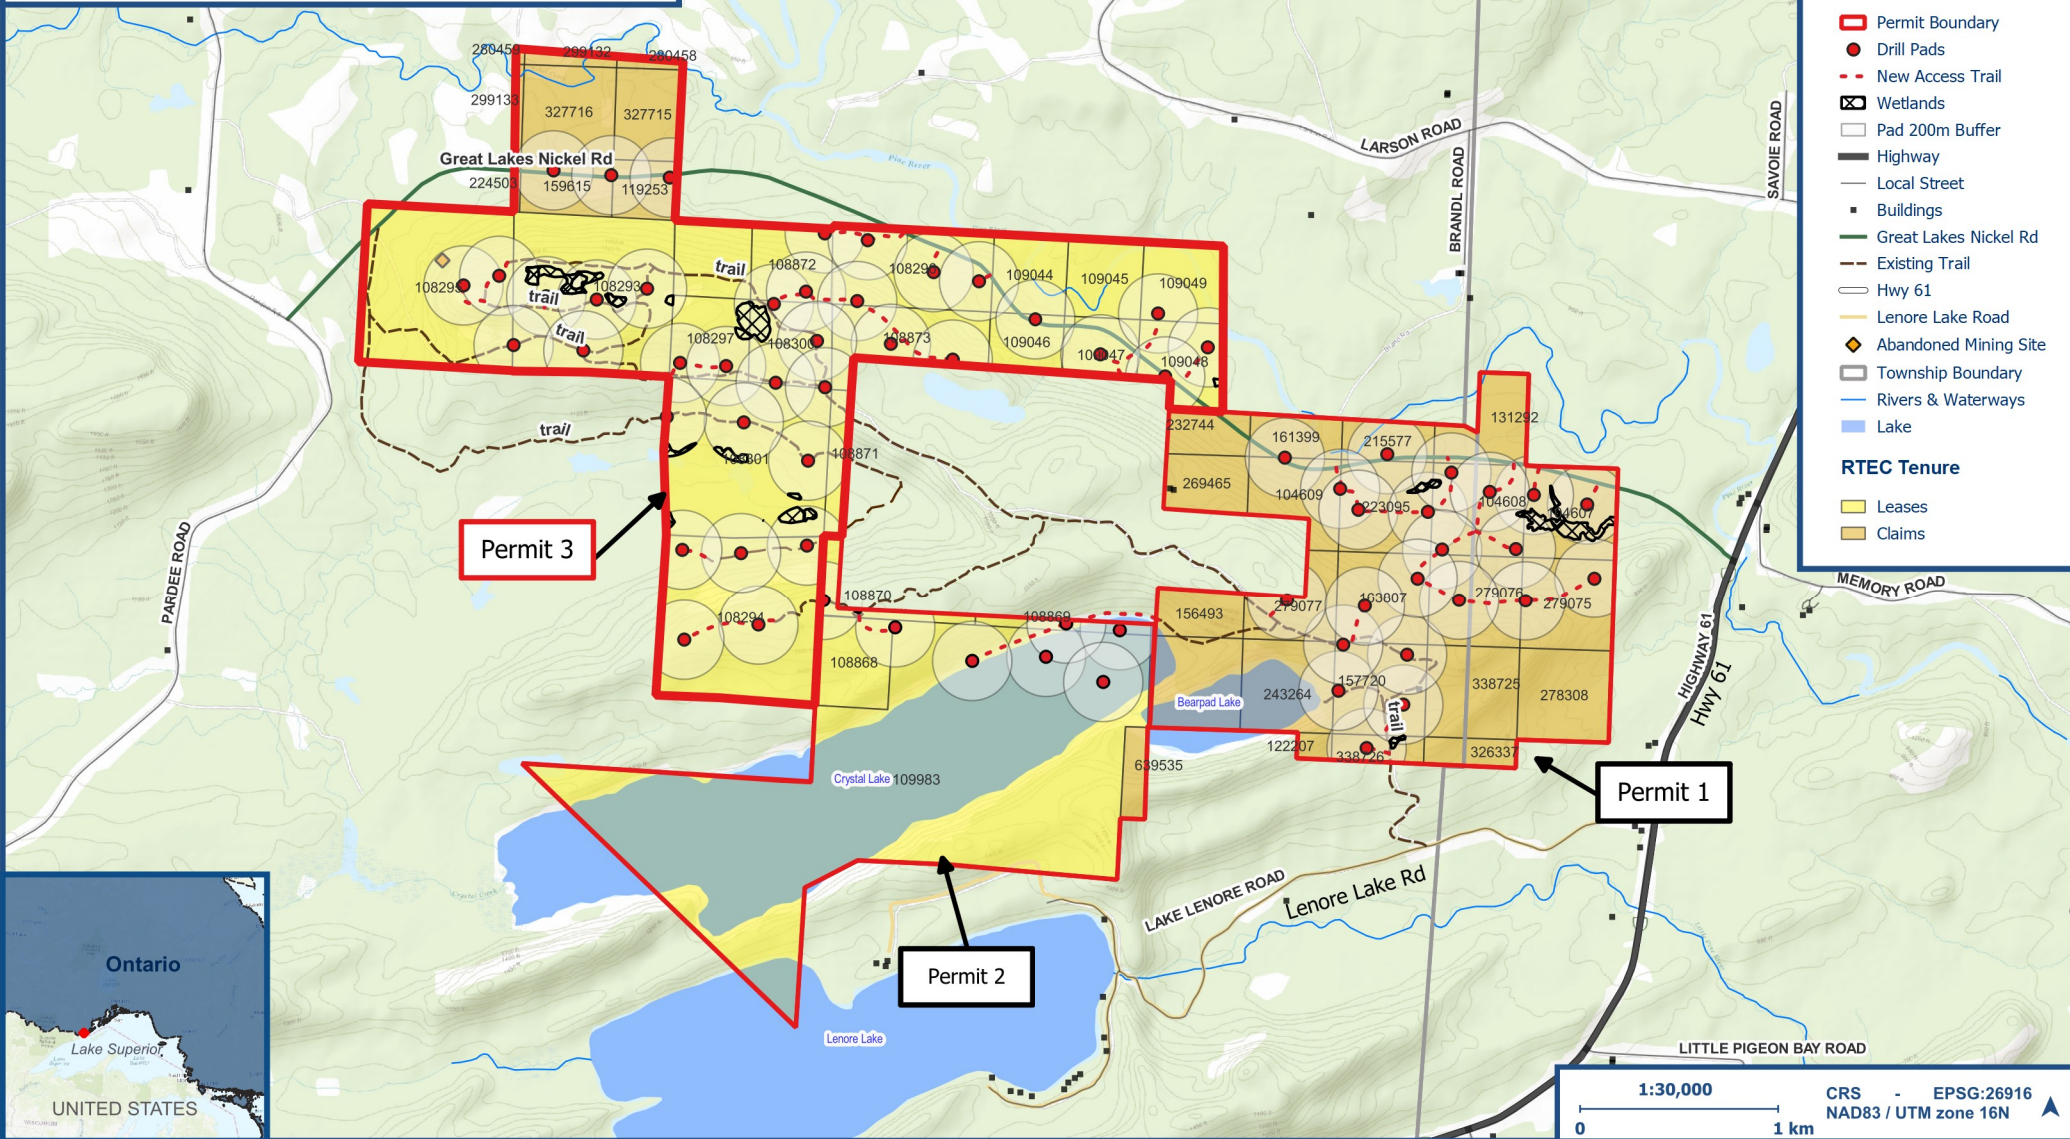 280459
299132
280458
299133
327716
327715
Great Lakes Nickel Rd
224503
159615
119253
Pine River
LARSON ROAD
BRANDL ROAD
SAVOIE ROAD
Permit Boundary
Drill Pads
New Access Trail
Wetlands
Pad 200m Buffer
Highway
Local Street
Buildings
Great Lakes Nickel Rd
Existing Trail
Hwy 61
Lenore Lake Road
Abandoned Mining Site
Township Boundary
Rivers & Waterways
Lake
RTEC Tenure
Leases
Claims
trail
108872
109044
109045
109049
108293
trail
trail
108297
108300
108873
109046
109047
109048
trail
108871
Permit 3
PARDEE ROAD
232744
161399
215577
131292
269465
104609
223095
104608
108870
108869
156493
279077
279076
279075
108294
108868
243264
157720
338725
278308
Bearpad Lake
trail
122207
338726
326337
639535
Crystal Lake
109983
Permit 1
Permit 2
HIGHWAY 61
Hwy 61
MEMORY ROAD
LAKE LENORE ROAD
Lenore Lake Rd
Crystal Creek
Lenore Lake
LITTLE PIGEON BAY ROAD
Ontario
Lake Superior
UNITED STATES
1:30,000
0
1 km
CRS - EPSG:26916
NAD83 / UTM zone 16N